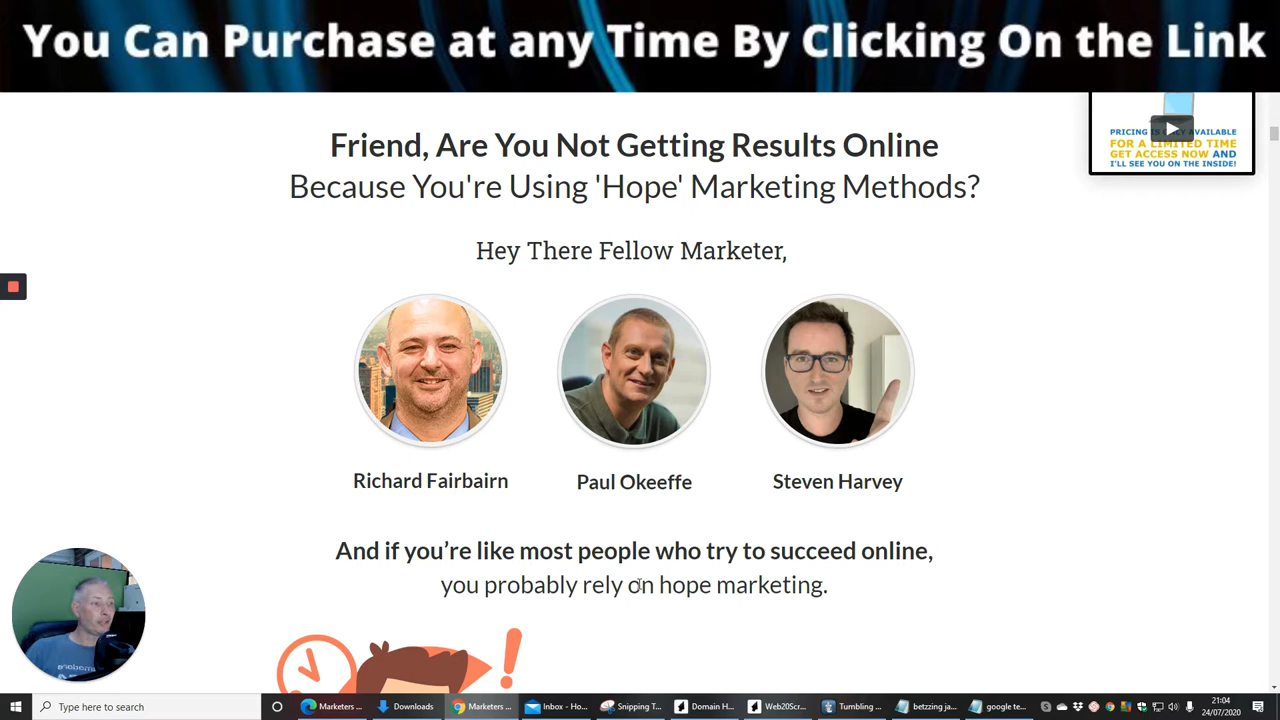 You Can Purchase at any Time By Clicking On the Link
PRICING IS ONLY AVAILABLE
FOR A LIMITED TIME
GET ACCESS NOW AND
I'LL SEE YOU ON THE INSIDE!
Friend, Are You Not Getting Results Online
Because You're Using 'Hope' Marketing Methods?
Hey There Fellow Marketer,
Richard Fairbairn
Paul Okeeffe
Steven Harvey
And if you're like most people who try to succeed online,
you probably rely on hope marketing.
Type here to search
Marketers ...
Downloads
Marketers ...
Inbox - Ho...
Snipping T...
Domain H...
Web20Scr...
Tumbling ...
betzzing ja...
google te...
21:04
24/07/2020